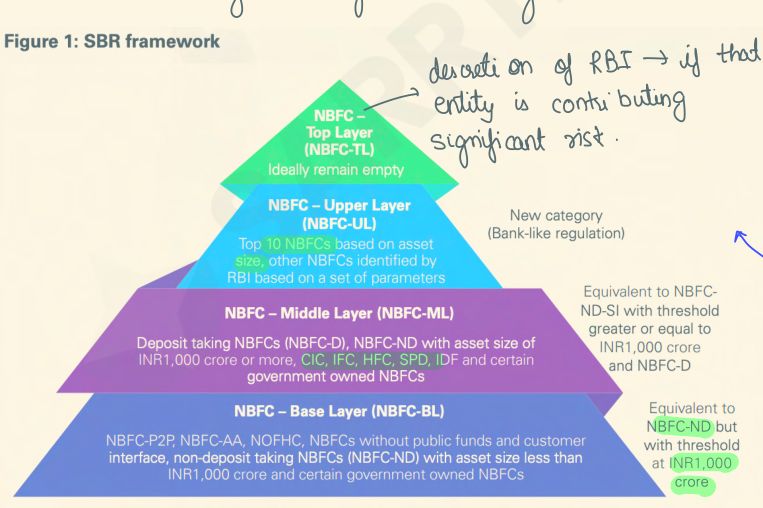 Figure 1: SBR framework
NBFC –
Top Layer
(NBFC-TL)
Ideally remain empty
descretion of RBI → if that
entity is contributing
significant risk.
NBFC – Upper Layer
(NBFC-UL)
Top 10 NBFCs based on asset
size, other NBFCs identified by
RBI based on a set of parameters
New category
(Bank-like regulation)
NBFC – Middle Layer (NBFC-ML)
Deposit taking NBFCs (NBFC-D), NBFC-ND with asset size of
INR1,000 crore or more, CIC, IFC, HFC, SPD, IDF and certain
government owned NBFCs
Equivalent to NBFC-
ND-SI with threshold
greater or equal to
INR1,000 crore
and NBFC-D
NBFC – Base Layer (NBFC-BL)
NBFC-P2P, NBFC-AA, NOFHC, NBFCs without public funds and customer
interface, non-deposit taking NBFCs (NBFC-ND) with asset size less than
INR1,000 crore and certain government owned NBFCs
Equivalent to
NBFC-ND but
with threshold
at INR1,000
crore